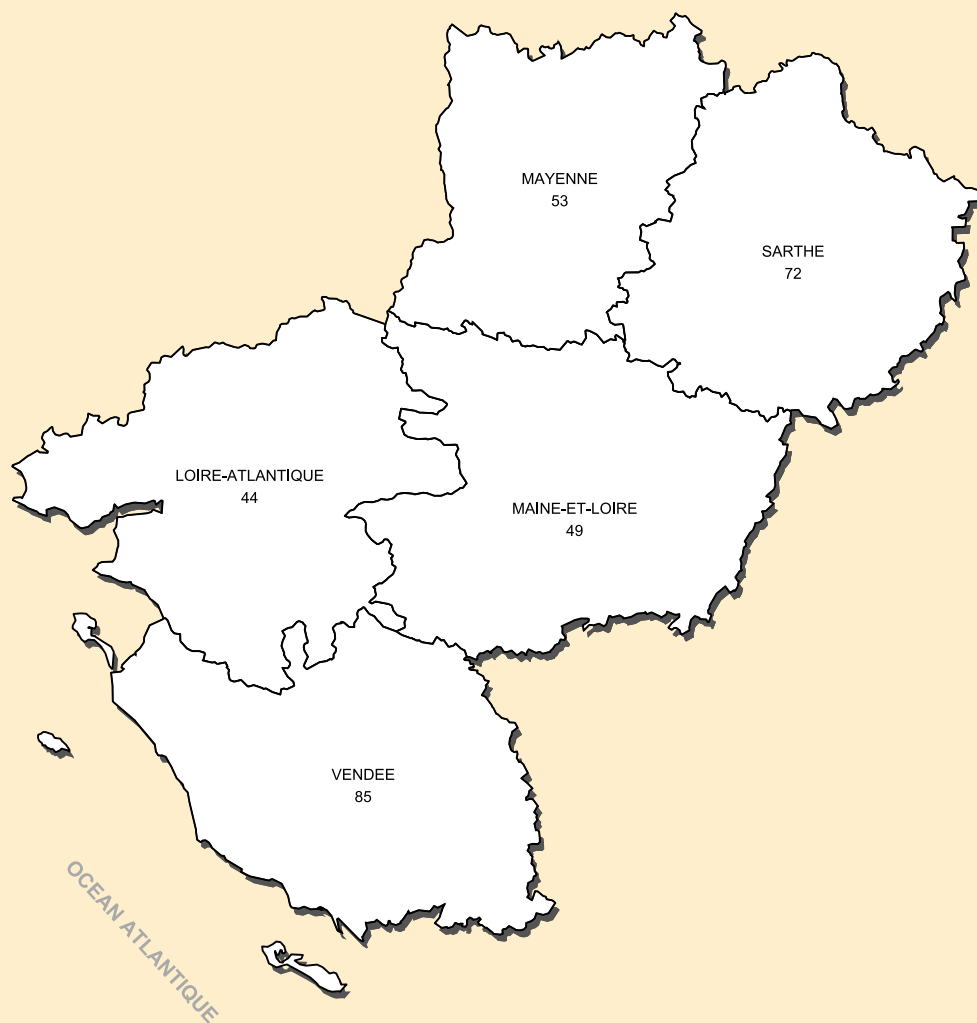 MAYENNE
53
SARTHE
72
LOIRE-ATLANTIQUE
44
MAINE-ET-LOIRE
49
VENDEE
85
OCEAN ATLANTIQUE